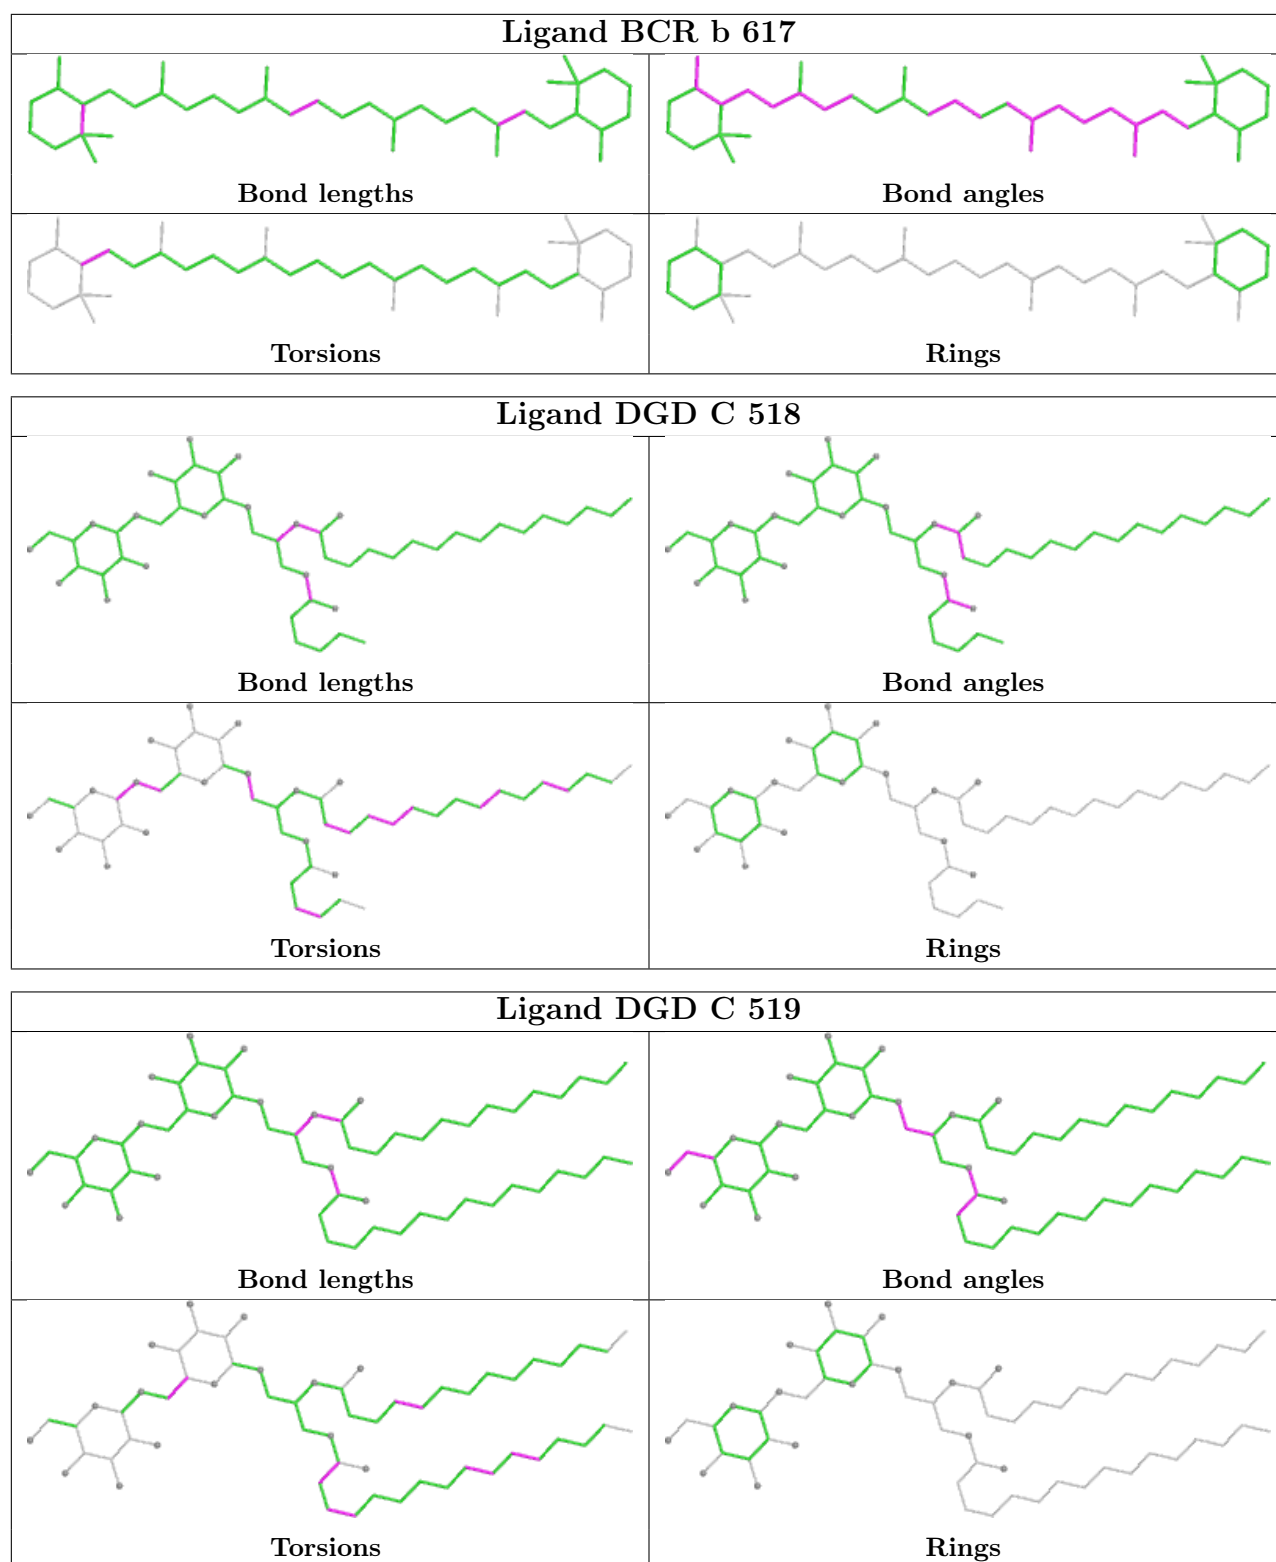 Ligand BCR b 617
Bond lengths
Bond angles
Torsions
Rings
Ligand DGD C 518
Bond lengths
Bond angles
Torsions
Rings
Ligand DGD C 519
Bond lengths
Bond angles
Torsions
Rings